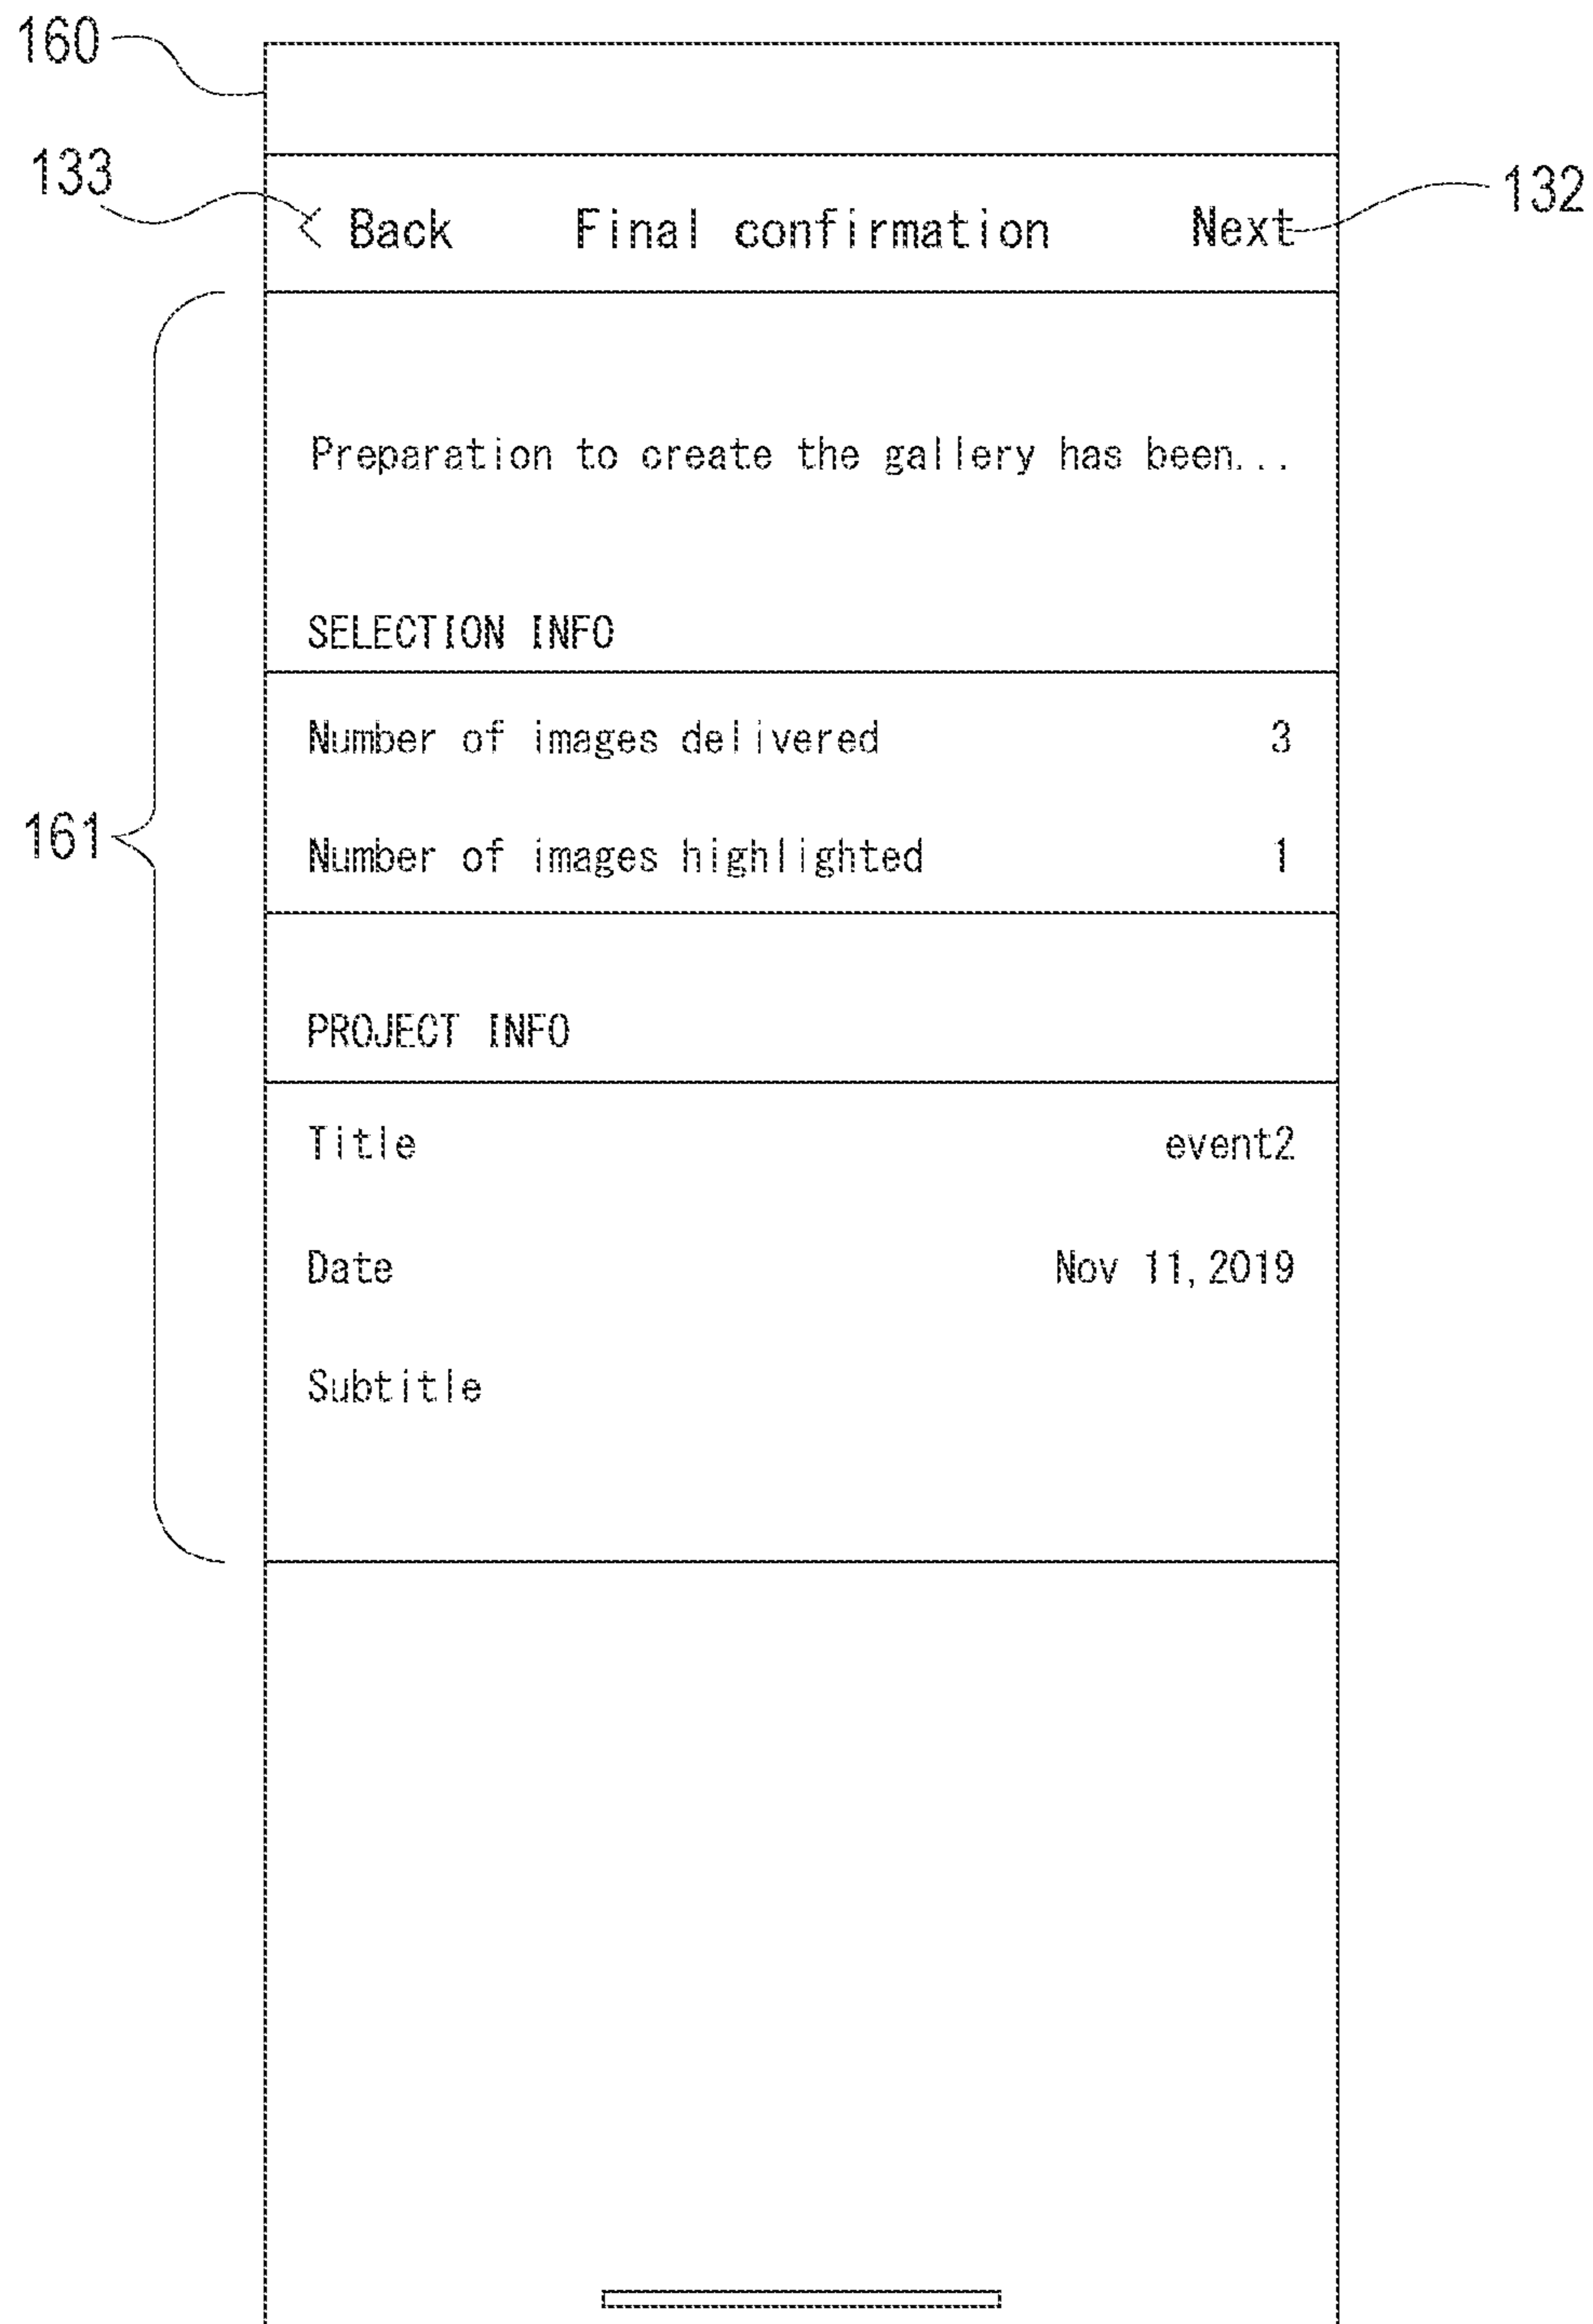 160
133
132
< Back Final confirmation Next
Preparation to create the gallery has been...
SELECTION INFO
Number of images delivered 3
161
Number of images highlighted 1
PROJECT INFO
Title event2
Date Nov 11,2019
Subtitle